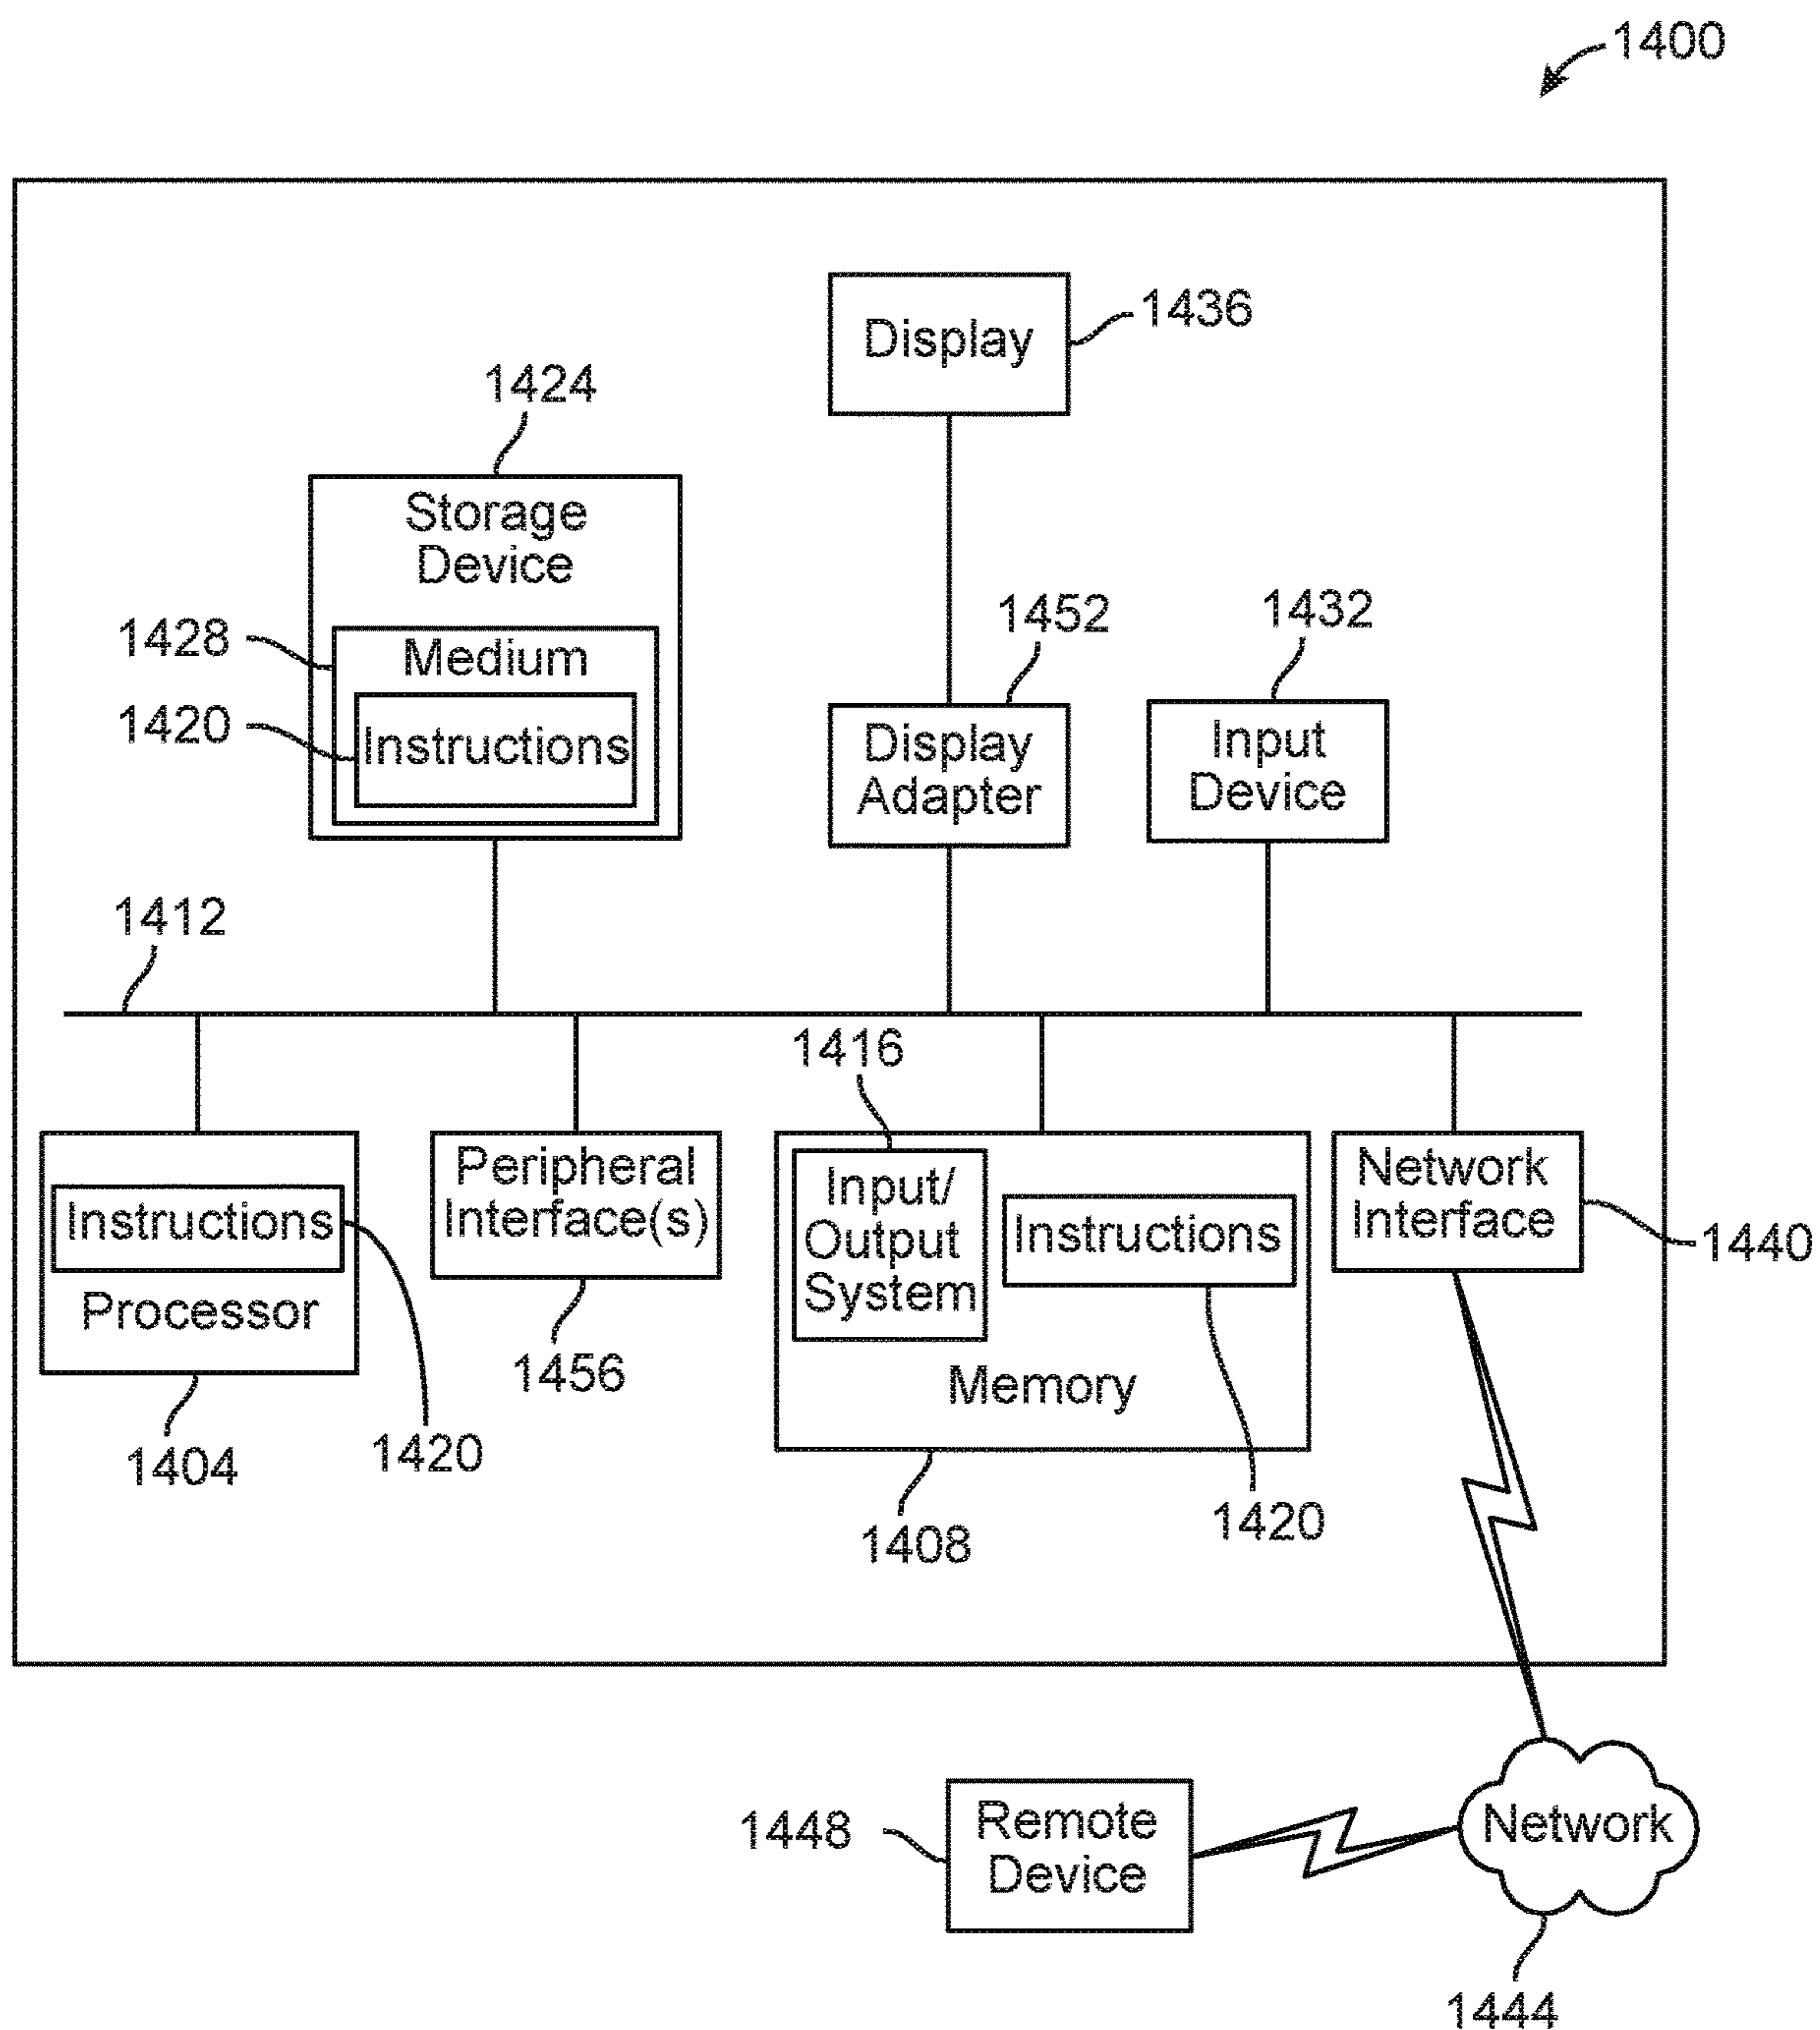 1400
Display
1436
1424
Storage
Device
1428
Medium
1420
Instructions
1452
Display
Adapter
1432
Input
Device
1412
1416
Instructions
Processor
1404
1420
Peripheral
Interface(s)
1456
Input/
Output
System
Instructions
Memory
1408
1420
Network
Interface
1440
1448
Remote
Device
Network
1444